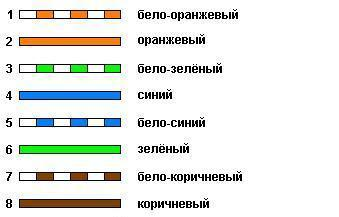 1 бело-оранжевый
2 оранжевый
3 бело-зелёный
4 синий
5 бело-синий
6 зелёный
7 бело-коричневый
8 коричневый